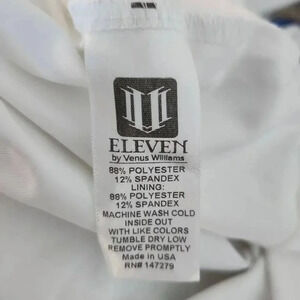 ELEVEN
by Venus Williams
88% POLYESTER
12% SPANDEX
LINING:
88% POLYESTER
12% SPANDEX
MACHINE WASH COLD
INSIDE OUT
WITH LIKE COLORS
TUMBLE DRY LOW
REMOVE PROMPTLY
Made in USA
RN# 147279